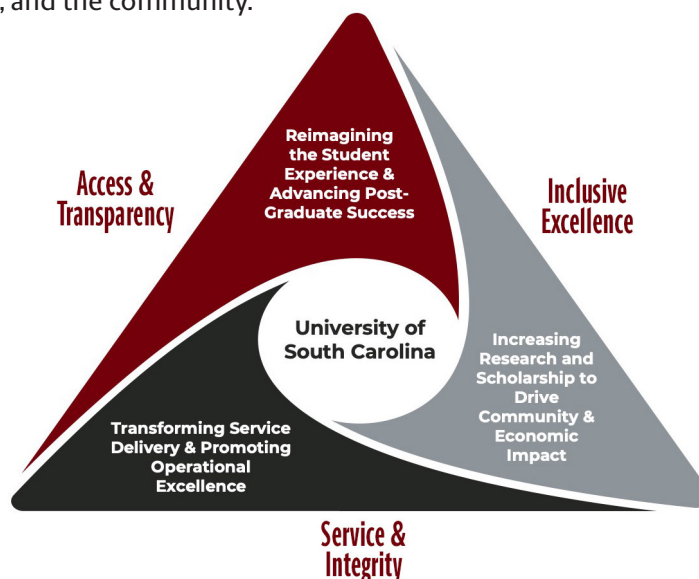 , and the community.
Reimagining
the Student
Experience &
Advancing Post-
Graduate Success
Access &
Transparency
Inclusive
Excellence
University of
South Carolina
Increasing
Research and
Scholarship to
Drive
Community &
Economic
Impact
Transforming Service
Delivery & Promoting
Operational
Excellence
Service &
Integrity